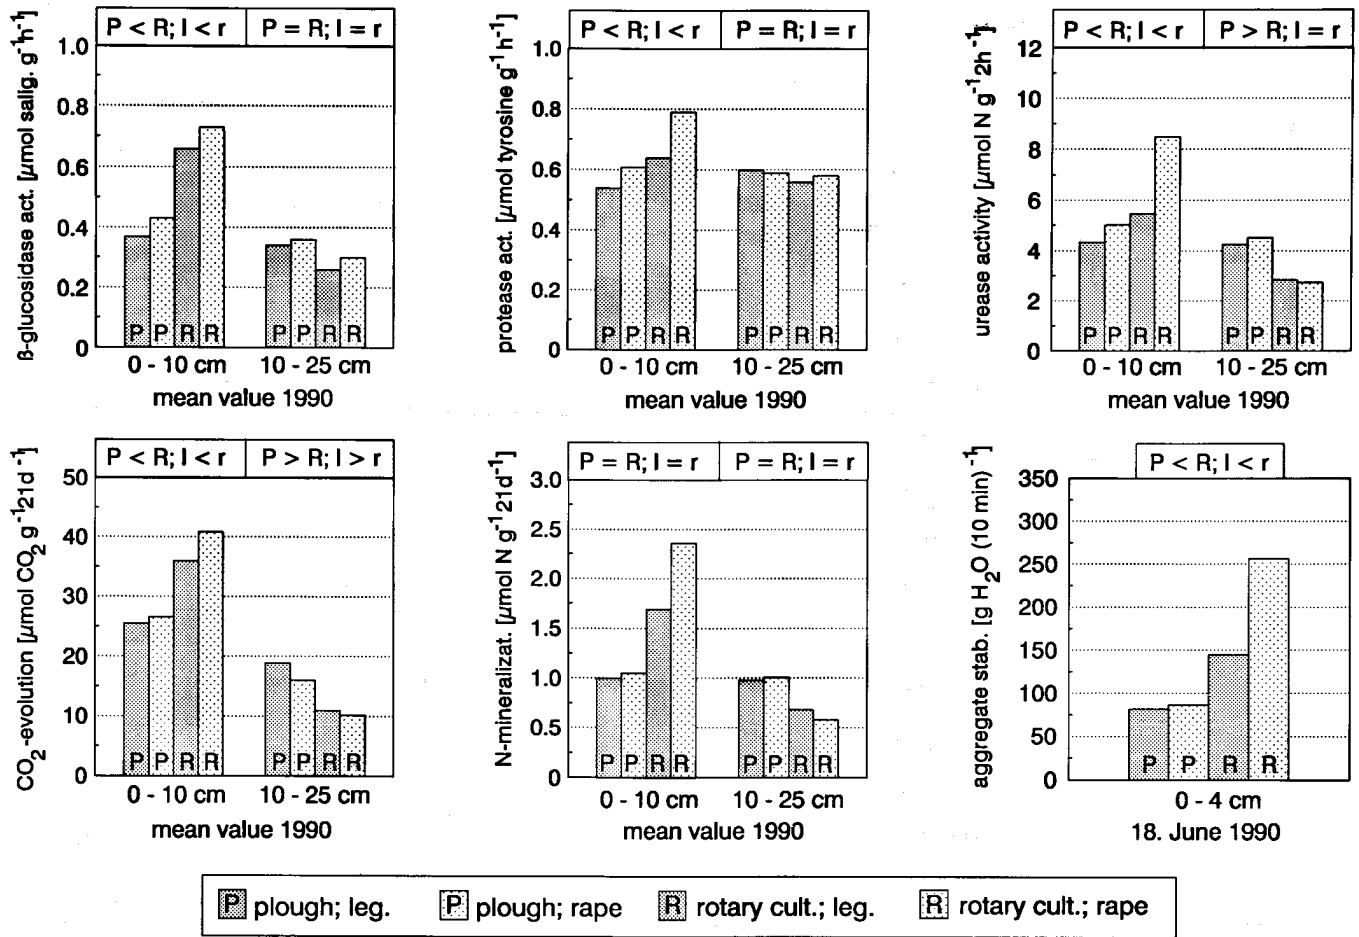 P < R; l < r P = R; l = r
β-glucosidase act. [μmol salig. g⁻¹h⁻¹]
1.0
0.8
0.6
0.4
0.2
0
P P R R P P R R
0 - 10 cm 10 - 25 cm
mean value 1990
P < R; l < r P = R; l = r
protease act. [μmol tyrosine g⁻¹ h⁻¹]
1.0
0.8
0.6
0.4
0.2
0
P P R R P P R R
0 - 10 cm 10 - 25 cm
mean value 1990
P < R; l < r P > R; l = r
urease activity [μmol N g⁻¹ 2h⁻¹]
12
10
8
6
4
2
0
P P R R P P R R
0 - 10 cm 10 - 25 cm
mean value 1990
P < R; l < r P > R; l > r
CO₂-evolution [μmol CO₂ g⁻¹21d⁻¹]
50
40
30
20
10
0
P P R R P P R R
0 - 10 cm 10 - 25 cm
mean value 1990
P = R; l = r P = R; l = r
N-mineralizat. [μmol N g⁻¹21d⁻¹]
3.0
2.5
2.0
1.5
1.0
0.5
0
P P R R P P R R
0 - 10 cm 10 - 25 cm
mean value 1990
P < R; l < r
aggregate stab. [g H₂O (10 min)⁻¹]
350
300
250
200
150
100
50
0
P P R R
0 - 4 cm
18. June 1990
P plough; leg. P plough; rape R rotary cult.; leg. R rotary cult.; rape